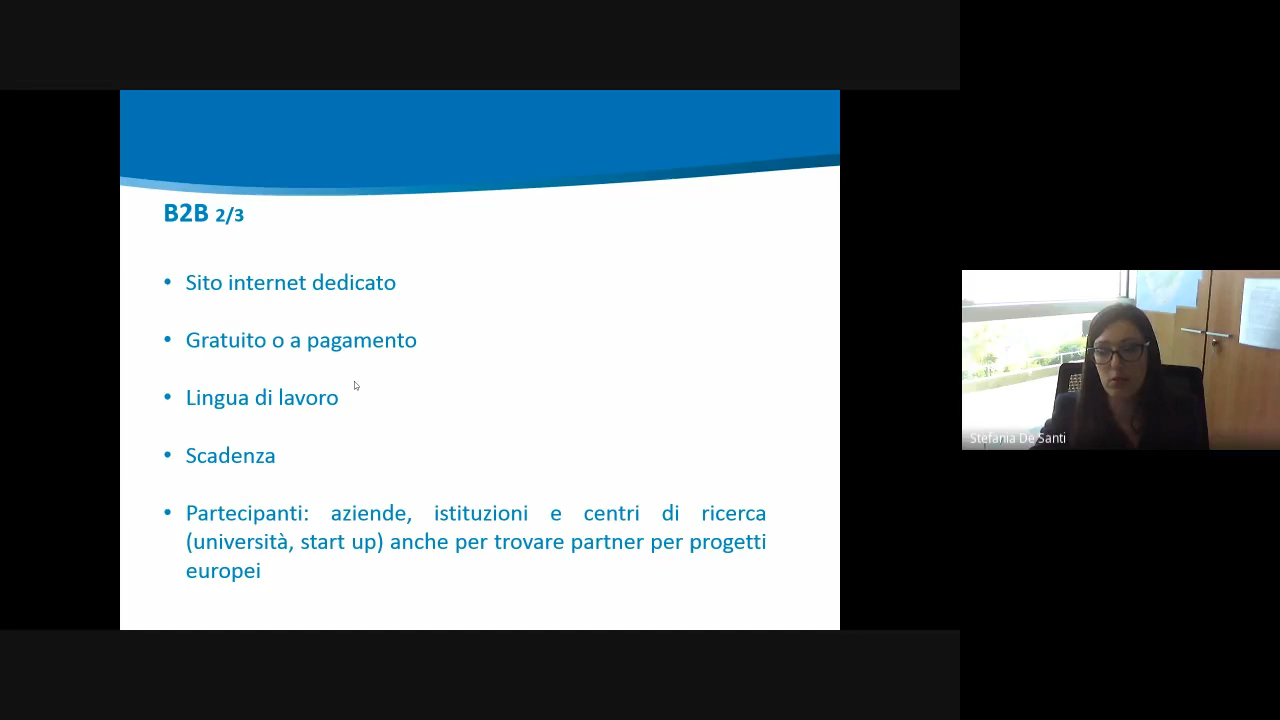 B2B 2/3
• Sito internet dedicato
• Gratuito o a pagamento
• Lingua di lavoro
• Scadenza
• Partecipanti: aziende, istituzioni e centri di ricerca
(università, start up) anche per trovare partner per progetti
europei
Stefania De Santi